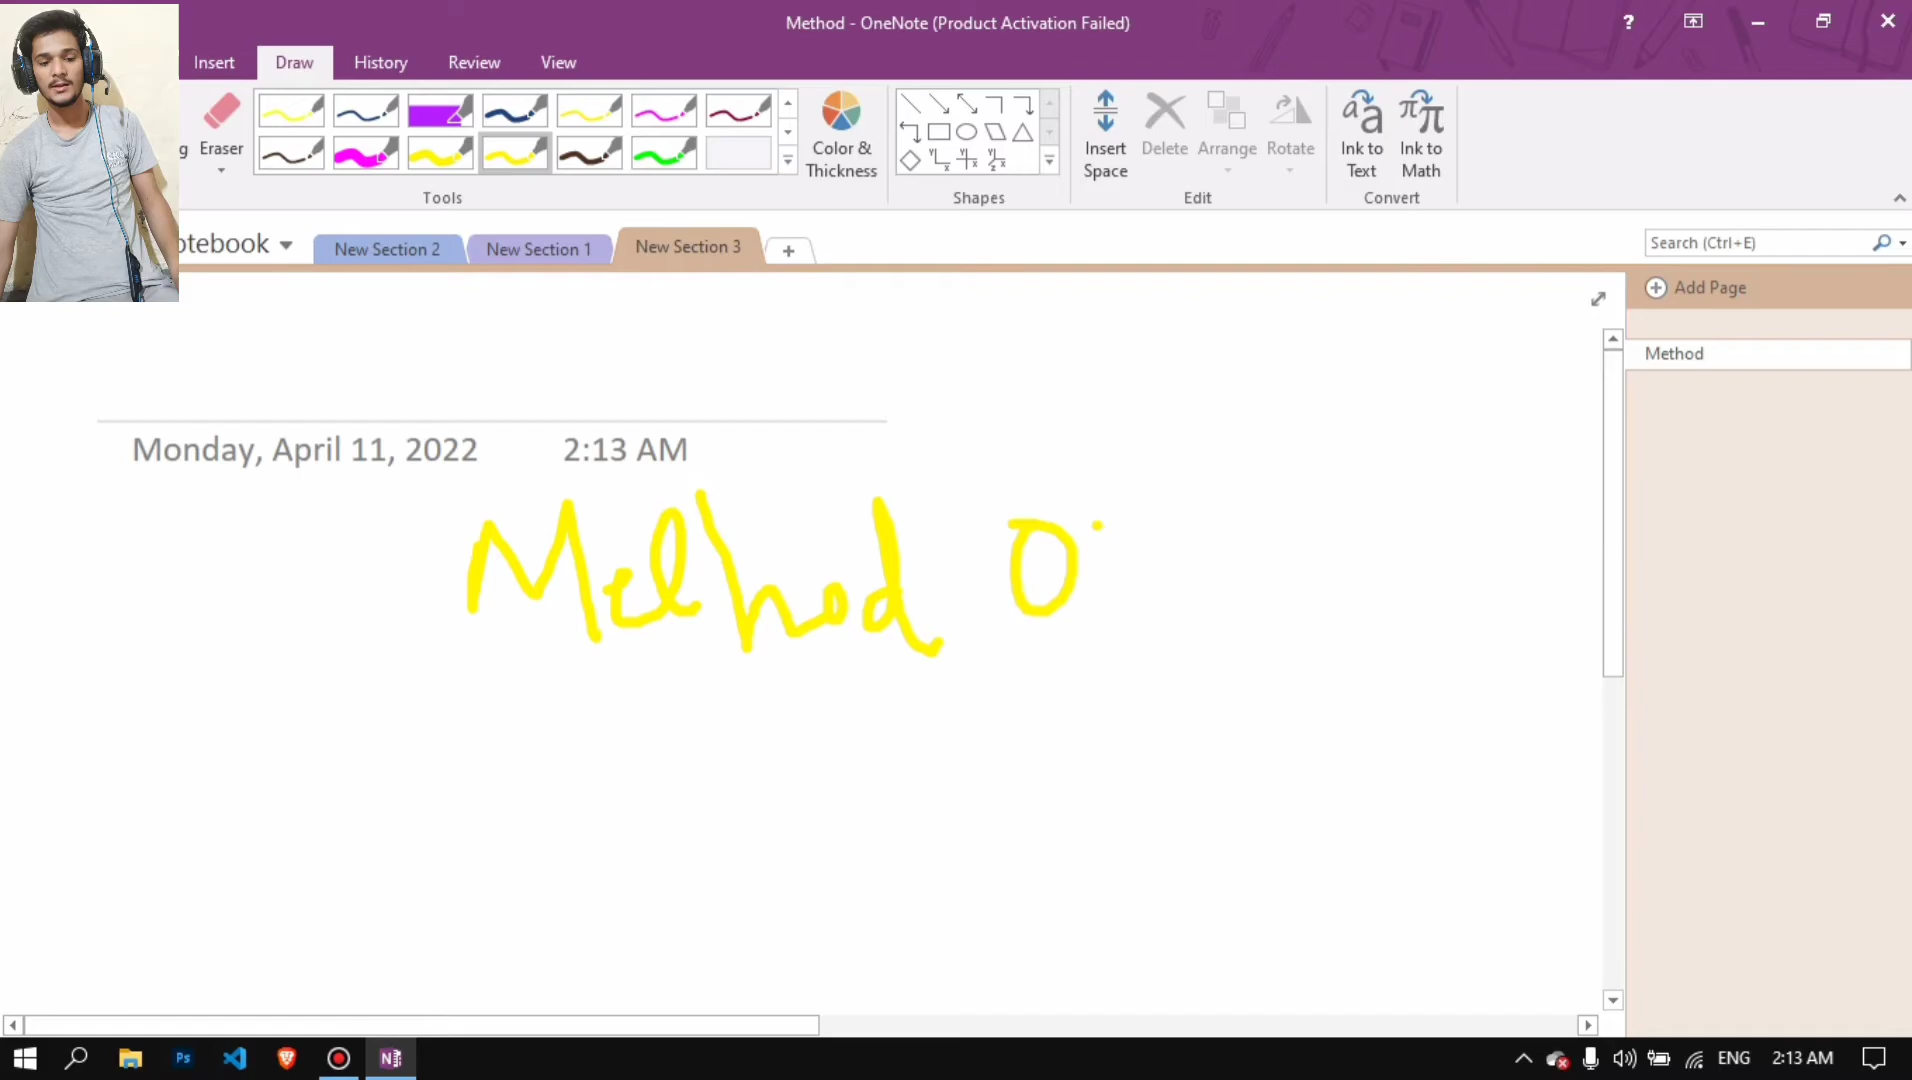 Method - OneNote (Product Activation Failed)
?
Insert Draw History Review View
Eraser
Color & Thickness
Insert Space
Delete
Arrange
Rotate
Ink to Text
Ink to Math
Tools Shapes Edit Convert
otebook New Section 2 New Section 1 New Section 3 + Search (Ctrl+E)
Add Page
Method
Monday, April 11, 2022 2:13 AM
Method O
Ps N ENG 2:13 AM